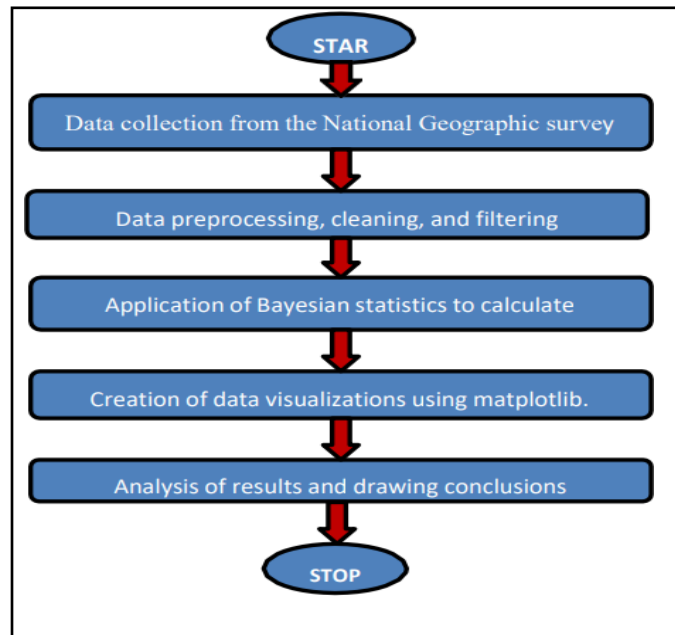 STAR
Data collection from the National Geographic survey
Data preprocessing, cleaning, and filtering
Application of Bayesian statistics to calculate
Creation of data visualizations using matplotlib.
Analysis of results and drawing conclusions
STOP